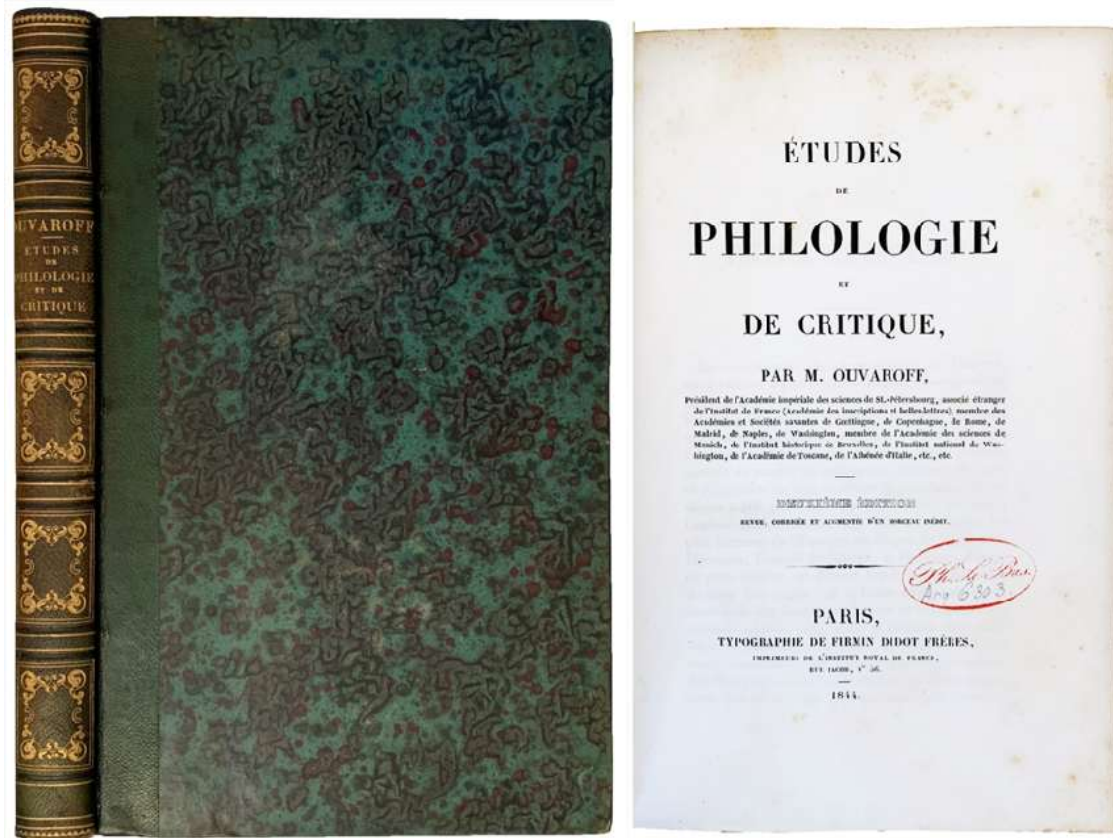 OUVAROFF
ÉTUDES
DE
PHILOLOGIE
ET DE
CRITIQUE
ÉTUDES
DE
PHILOLOGIE
ET
DE CRITIQUE,
PAR M. OUVAROFF,
Président de l'Académie impériale des sciences de St.-Pétersbourg, associé étranger
de l'Institut de France (Académie des inscriptions et belles-lettres), membre des
Académies et Sociétés savantes de Gœttingue, de Copenhague, de Rome, de
Madrid, de Naples, de Washington, membre de l'Académie des sciences de
Munich, de l'Institut historique de Bruxelles, de l'Institut national de Was-
hington, de l'Académie de Toscane, de l'Athénée d'Italie, etc., etc.
DEUXIÈME ÉDITION
REVUE, CORRIGÉE ET AUGMENTÉE D'UN MORCEAU INÉDIT.
Ph. le Bas.
6303
PARIS,
TYPOGRAPHIE DE FIRMIN DIDOT FRÈRES,
IMPRIMEURS DE L'INSTITUT ROYAL DE FRANCE,
RUE JACOB, N° 56.
1844.